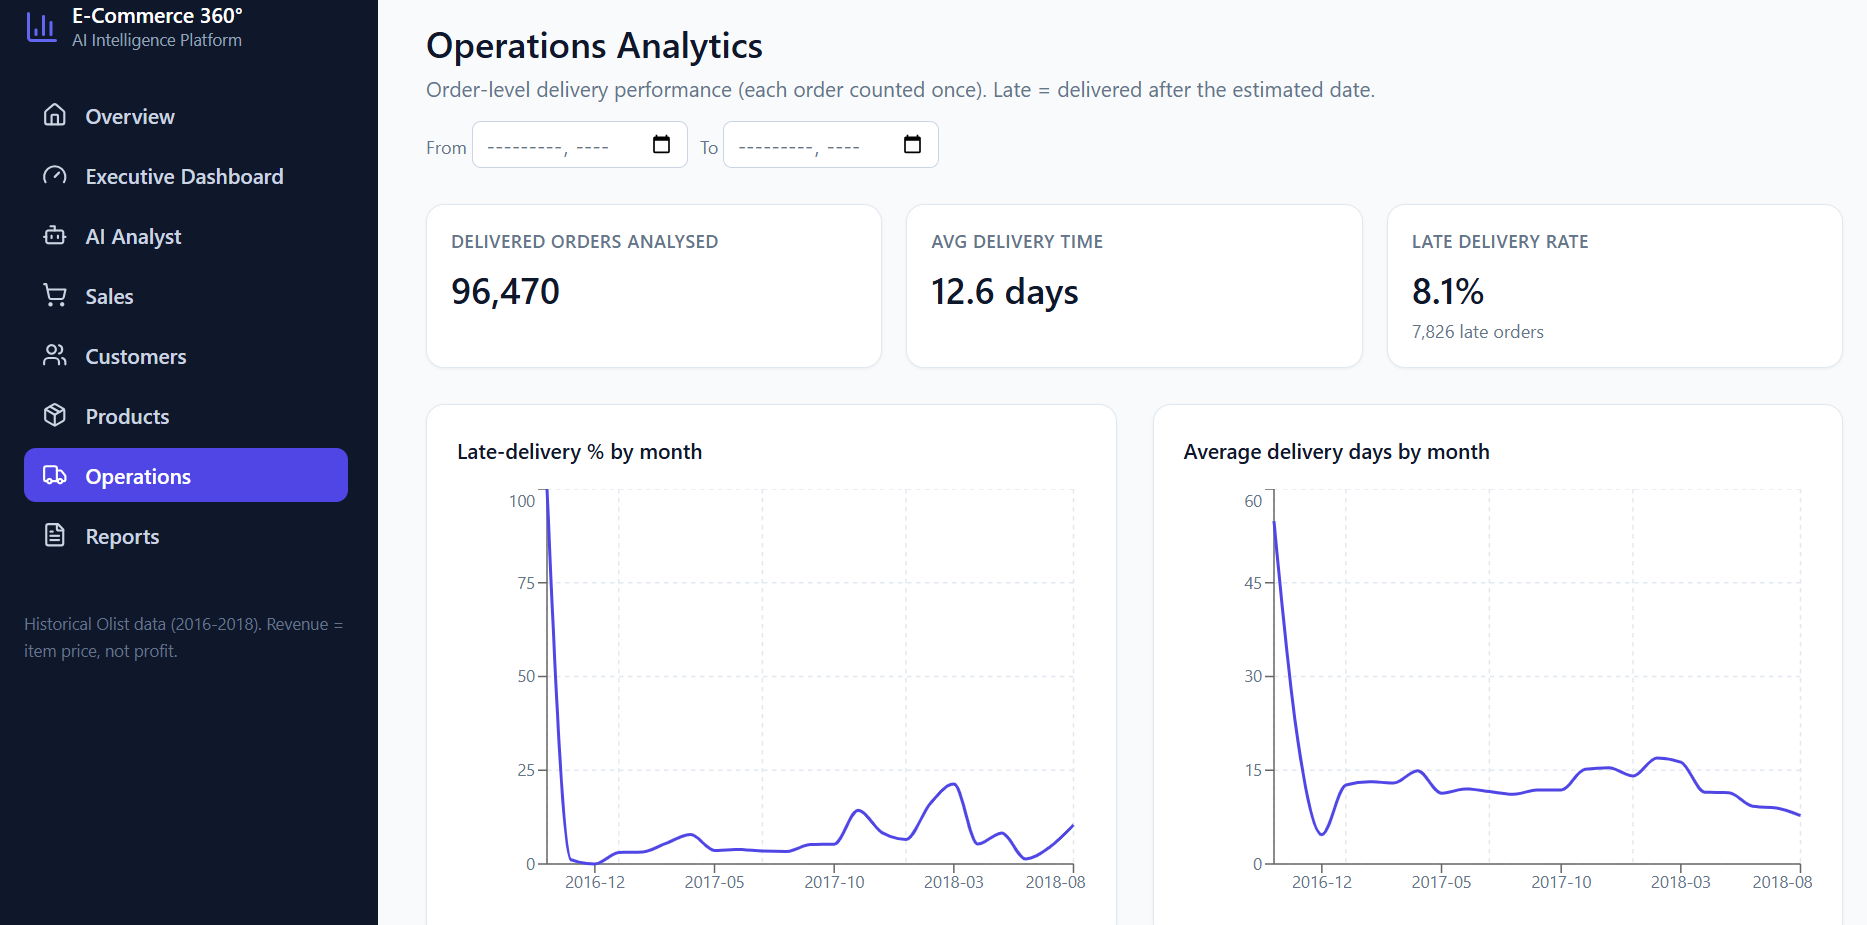 E-Commerce 360°
AI Intelligence Platform
Overview
Executive Dashboard
AI Analyst
Sales
Customers
Products
Operations
Reports
Historical Olist data (2016-2018). Revenue =
item price, not profit.
Operations Analytics
Order-level delivery performance (each order counted once). Late = delivered after the estimated date.
From ---------, ---- To ---------, ----
DELIVERED ORDERS ANALYSED
96,470
AVG DELIVERY TIME
12.6 days
LATE DELIVERY RATE
8.1%
7,826 late orders
Late-delivery % by month
100
75
50
25
0
2016-12 2017-05 2017-10 2018-03 2018-08
Average delivery days by month
60
45
30
15
0
2016-12 2017-05 2017-10 2018-03 2018-08